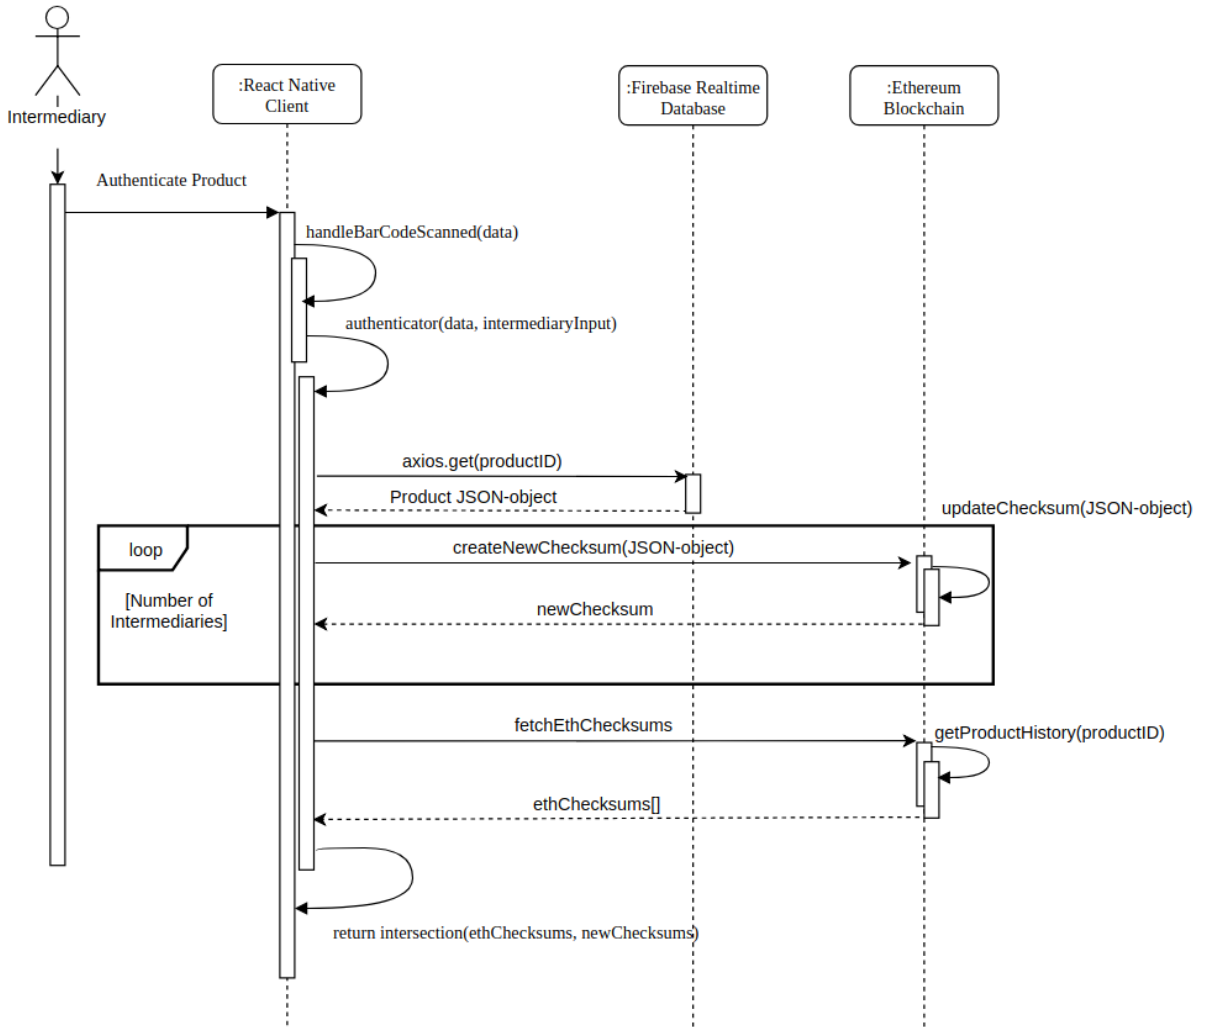 Intermediary
:React Native
Client
:Firebase Realtime
Database
:Ethereum
Blockchain
Authenticate Product
handleBarCodeScanned(data)
authenticator(data, intermediaryInput)
axios.get(productID)
Product JSON-object
updateChecksum(JSON-object)
loop
createNewChecksum(JSON-object)
[Number of
Intermediaries]
newChecksum
fetchEthChecksums
getProductHistory(productID)
ethChecksums[]
return intersection(ethChecksums, newChecksums)